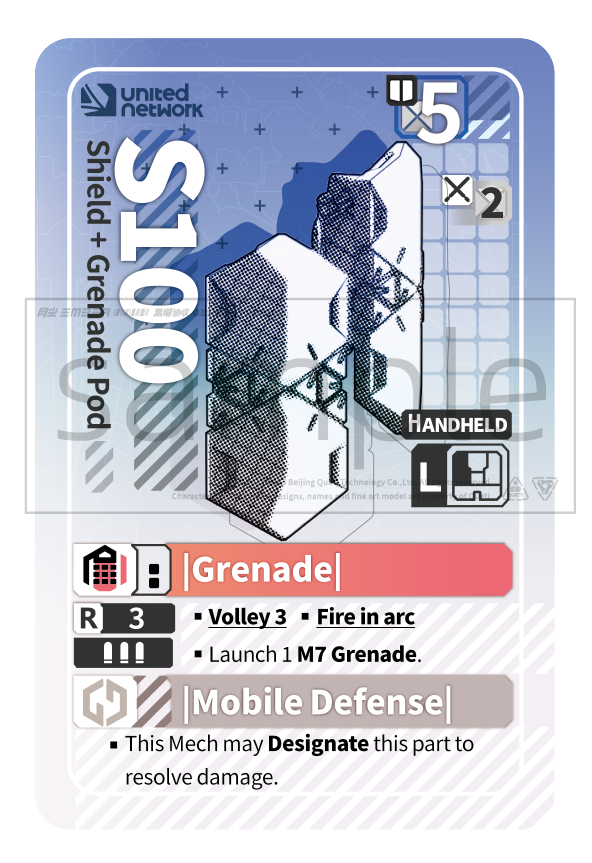 UNITED
NETWORK
5
2
S100
Shield + Grenade Pod
sample
HANDHELD
L
|Grenade|
R 3
▪ Volley 3 ▪ Fire in arc
▪ Launch 1 M7 Grenade.
|Mobile Defense|
▪ This Mech may Designate this part to
resolve damage.